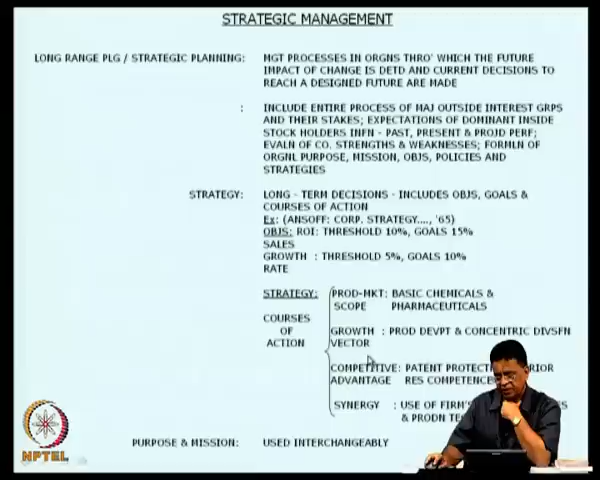 STRATEGIC MANAGEMENT
LONG RANGE PLG / STRATEGIC PLANNING: MGT PROCESSES IN ORGNS THRO' WHICH THE FUTURE
IMPACT OF CHANGE IS DETD AND CURRENT DECISIONS TO
REACH A DESIGNED FUTURE ARE MADE
: INCLUDE ENTIRE PROCESS OF MAJ OUTSIDE INTEREST GRPS
AND THEIR STAKES; EXPECTATIONS OF DOMINANT INSIDE
STOCK HOLDERS INFN - PAST, PRESENT & PROJD PERF;
EVALN OF CO. STRENGTHS & WEAKNESSES; FORMLN OF
ORGNL PURPOSE, MISSION, OBJS, POLICIES AND
STRATEGIES
STRATEGY: LONG - TERM DECISIONS - INCLUDES OBJS, GOALS &
COURSES OF ACTION
Ex: (ANSOFF: CORP. STRATEGY...., '65)
OBJS: ROI: THRESHOLD 10%, GOALS 15%
SALES
GROWTH : THRESHOLD 5%, GOALS 10%
RATE
STRATEGY: PROD-MKT: BASIC CHEMICALS &
SCOPE PHARMACEUTICALS
COURSES
OF
ACTION
GROWTH : PROD DEVPT & CONCENTRIC DIVSFN
VECTOR
COMPETITIVE: PATENT
ADVANTAGE RES
SYNERGY : USE OF FIRM'S
& PRODN
PURPOSE & MISSION: USED INTERCHANGEABLY
NPTEL